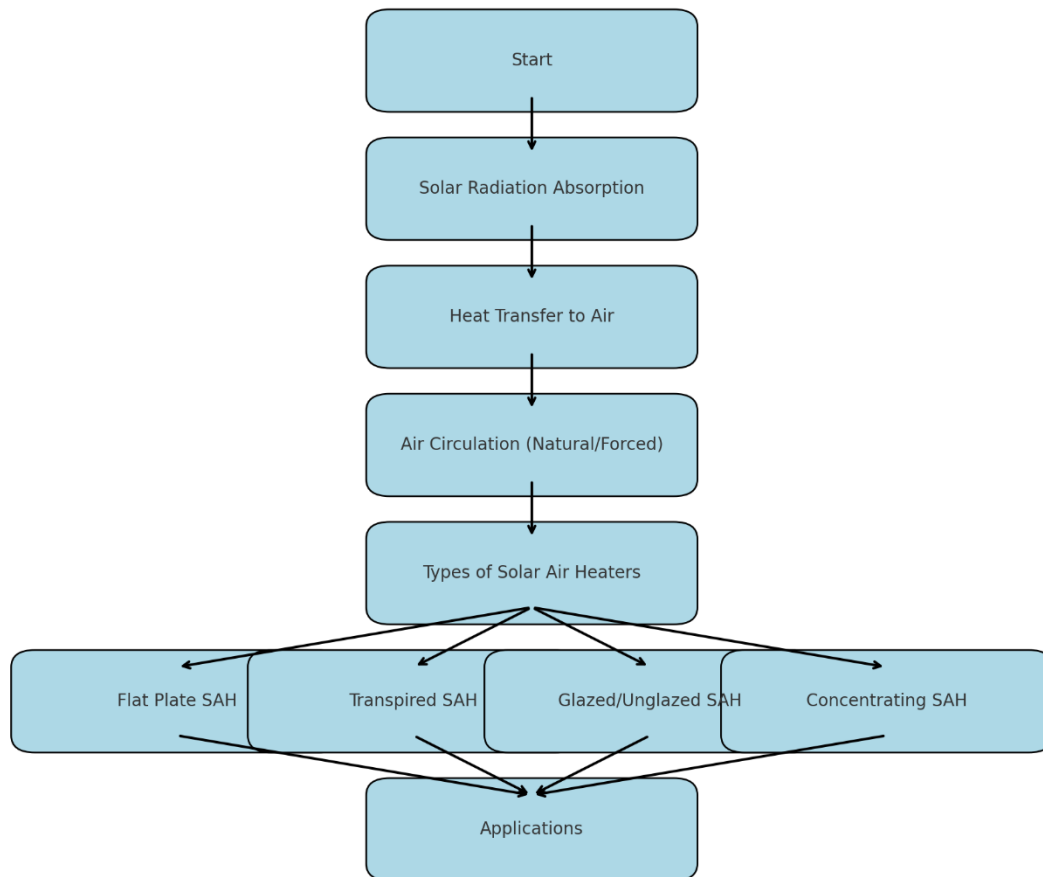 Start
Solar Radiation Absorption
Heat Transfer to Air
Air Circulation (Natural/Forced)
Types of Solar Air Heaters
Flat Plate SAH
Transpired SAH
Glazed/Unglazed SAH
Concentrating SAH
Applications